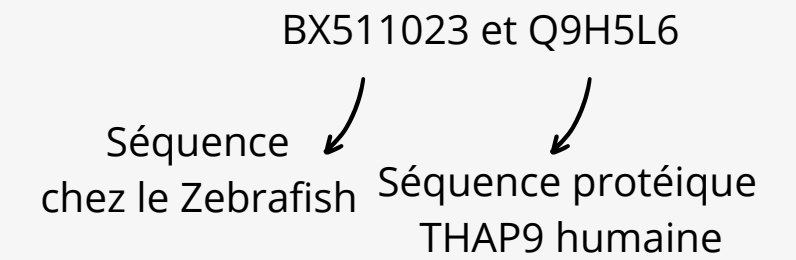 BX511023 et Q9H5L6
Séquence
chez le Zebrafish
Séquence protéique
THAP9 humaine